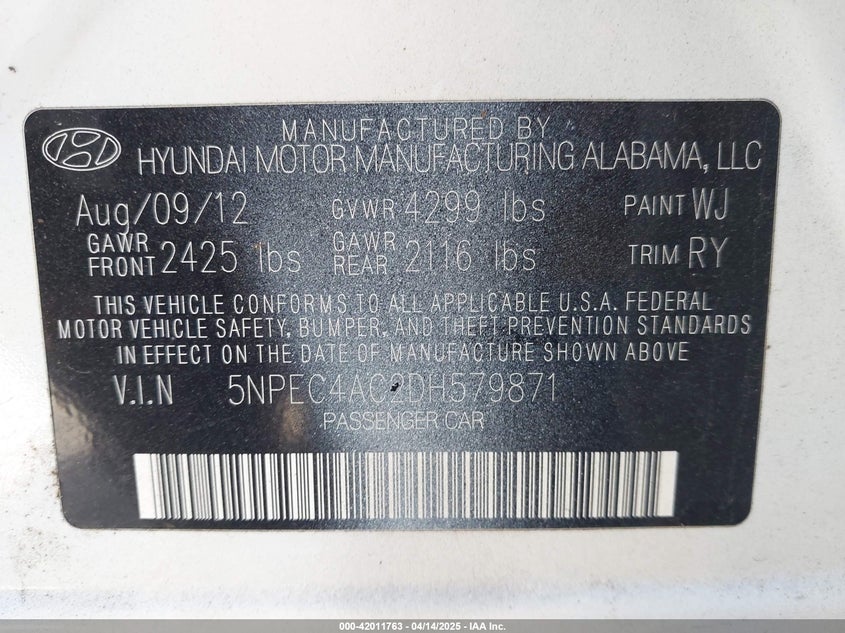 MANUFACTURED BY
HYUNDAI MOTOR MANUFACTURING ALABAMA, LLC
Aug/09/12 GVWR 4299 lbs PAINT WJ
GAWR FRONT 2425 lbs GAWR REAR 2116 lbs TRIM RY
THIS VEHICLE CONFORMS TO ALL APPLICABLE U.S.A. FEDERAL
MOTOR VEHICLE SAFETY, BUMPER, AND THEFT PREVENTION STANDARDS
IN EFFECT ON THE DATE OF MANUFACTURE SHOWN ABOVE
V.I.N 5NPEC4AC2DH579871
PASSENGER CAR
000-42011763 - 04/14/2025 - IAA Inc.